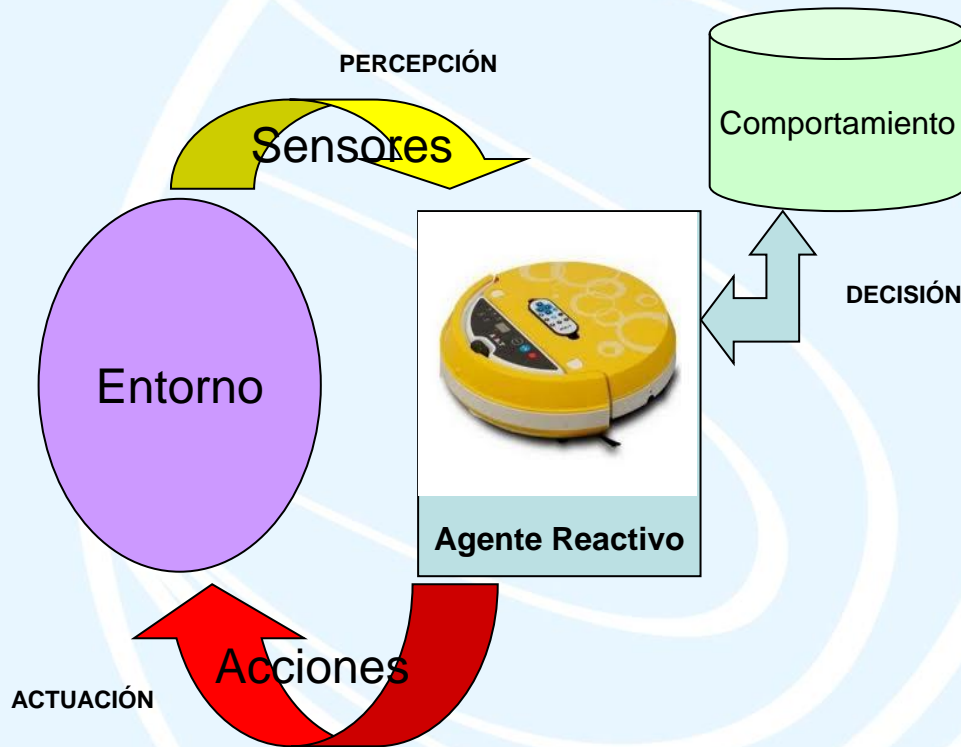 PERCEPCIÓN
Sensores
Comportamiento
DECISIÓN
Entorno
Agente Reactivo
Acciones
ACTUACIÓN